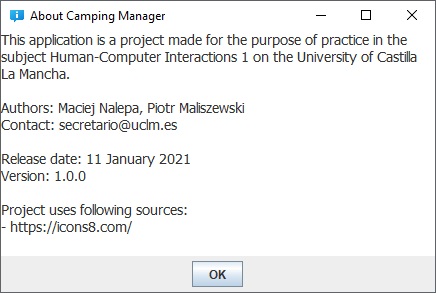 About Camping Manager
This application is a project made for the purpose of practice in the
subject Human-Computer Interactions 1 on the University of Castilla
La Mancha.
Authors: Maciej Nalepa, Piotr Maliszewski
Contact: secretario@uclm.es
Release date: 11 January 2021
Version: 1.0.0
Project uses following sources:
- https://icons8.com/
OK